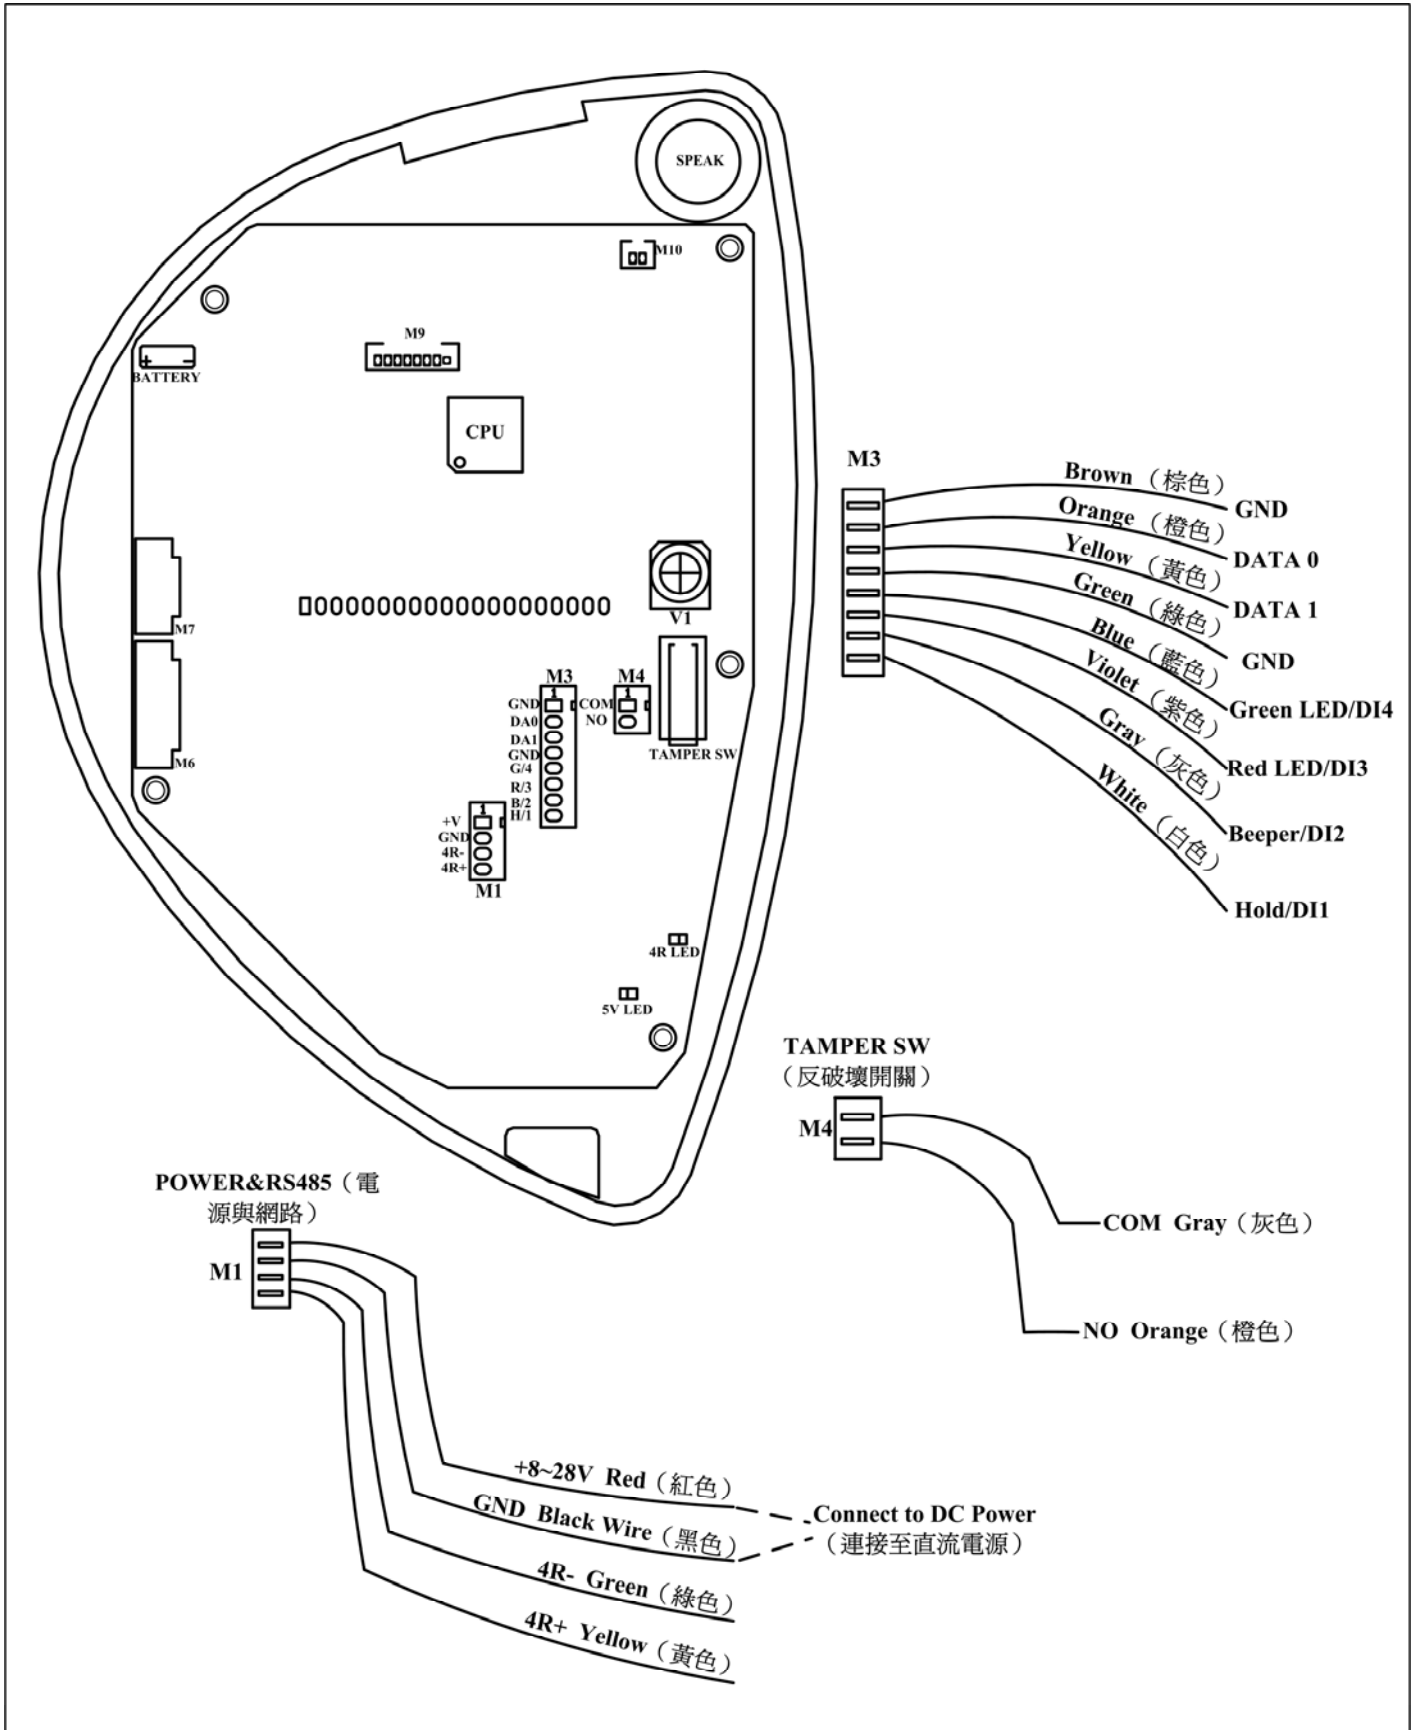 SPEAK
M10
M9
BATTERY
CPU
V1
M7
M6
M3
1
GND
DA0
DA1
GND
G/4
R/3
B/2
H/1
M4
1
COM
NO
TAMPER SW
1
+V
GND
4R-
4R+
M1
4R LED
5V LED
M3
Brown（棕色）
GND
Orange（橙色）
DATA 0
Yellow（黃色）
DATA 1
Green（綠色）
GND
Blue（藍色）
Green LED/DI4
Violet（紫色）
Red LED/DI3
Gray（灰色）
Beeper/DI2
White（白色）
Hold/DI1
TAMPER SW
（反破壞開關）
M4
COM Gray（灰色）
NO Orange（橙色）
POWER&RS485（電
源與網路）
M1
+8~28V Red（紅色）
GND Black Wire（黑色）
Connect to DC Power
（連接至直流電源）
4R- Green（綠色）
4R+ Yellow（黃色）